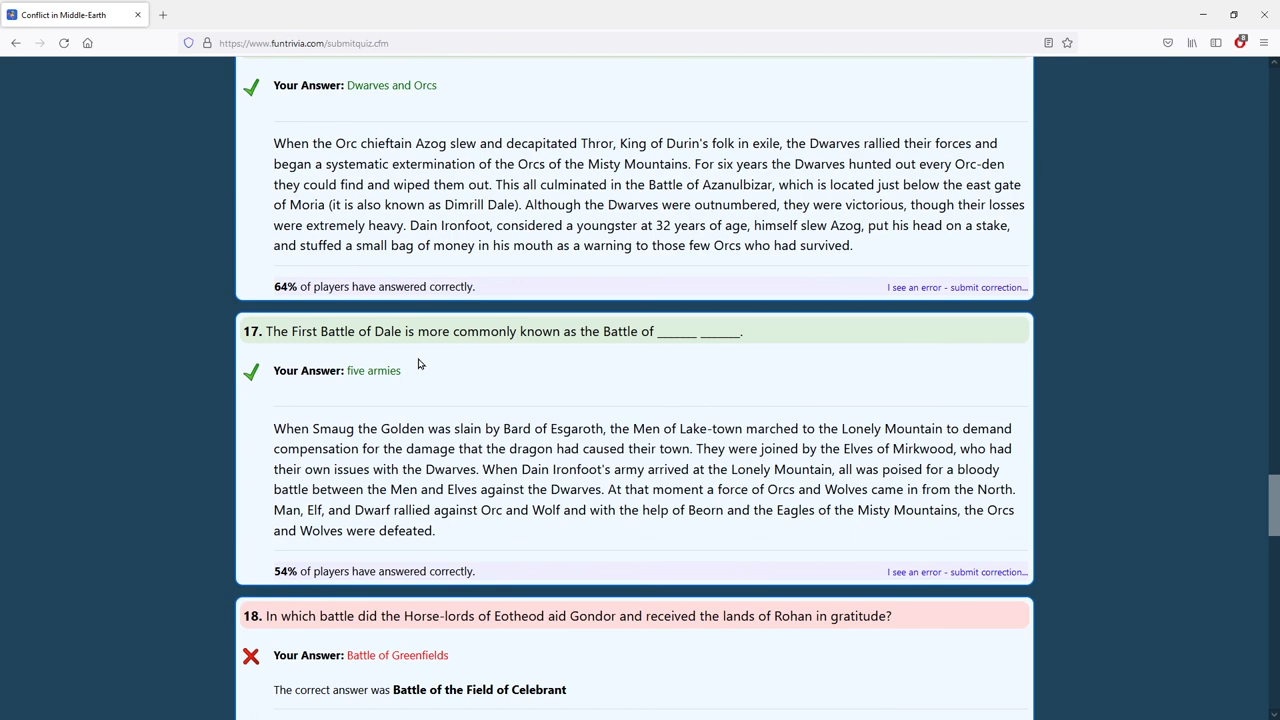 Conflict in Middle-Earth
https://www.funtrivia.com/submitquiz.cfm
Your Answer: Dwarves and Orcs
When the Orc chieftain Azog slew and decapitated Thror, King of Durin's folk in exile, the Dwarves rallied their forces and
began a systematic extermination of the Orcs of the Misty Mountains. For six years the Dwarves hunted out every Orc-den
they could find and wiped them out. This all culminated in the Battle of Azanulbizar, which is located just below the east gate
of Moria (it is also known as Dimrill Dale). Although the Dwarves were outnumbered, they were victorious, though their losses
were extremely heavy. Dain Ironfoot, considered a youngster at 32 years of age, himself slew Azog, put his head on a stake,
and stuffed a small bag of money in his mouth as a warning to those few Orcs who had survived.
64% of players have answered correctly.
I see an error - submit correction...
17. The First Battle of Dale is more commonly known as the Battle of _______ _______.
Your Answer: five armies
When Smaug the Golden was slain by Bard of Esgaroth, the Men of Lake-town marched to the Lonely Mountain to demand
compensation for the damage that the dragon had caused their town. They were joined by the Elves of Mirkwood, who had
their own issues with the Dwarves. When Dain Ironfoot's army arrived at the Lonely Mountain, all was poised for a bloody
battle between the Men and Elves against the Dwarves. At that moment a force of Orcs and Wolves came in from the North.
Man, Elf, and Dwarf rallied against Orc and Wolf and with the help of Beorn and the Eagles of the Misty Mountains, the Orcs
and Wolves were defeated.
54% of players have answered correctly.
I see an error - submit correction...
18. In which battle did the Horse-lords of Eotheod aid Gondor and received the lands of Rohan in gratitude?
Your Answer: Battle of Greenfields
The correct answer was Battle of the Field of Celebrant